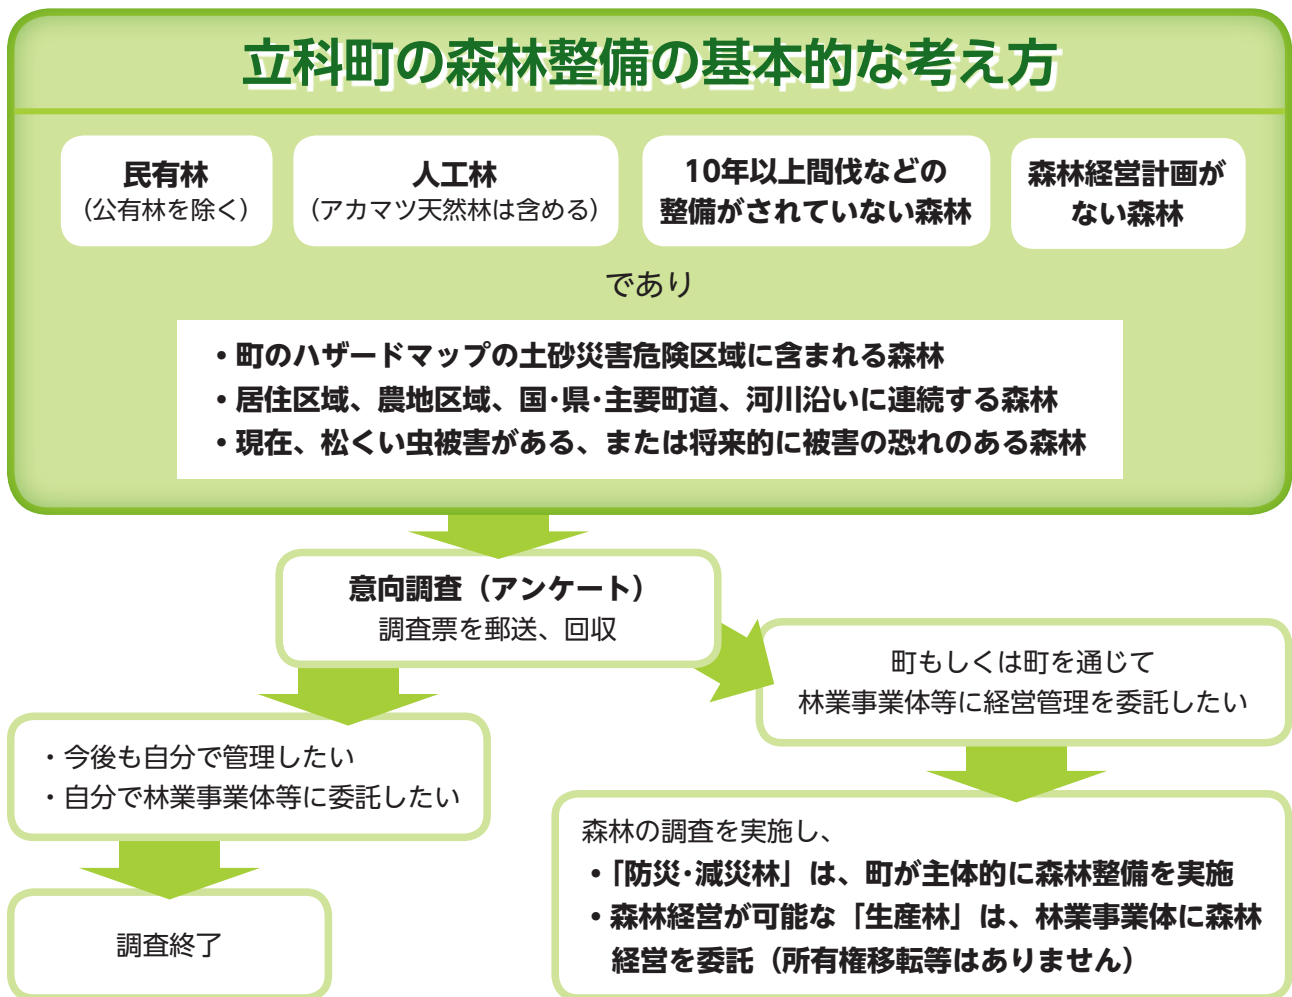 立科町の森林整備の基本的な考え方
民有林
（公有林を除く）
人工林
（アカマツ天然林は含める）
10年以上間伐などの
整備がされていない森林
森林経営計画が
ない森林
であり
・町のハザードマップの土砂災害危険区域に含まれる森林
・居住区域、農地区域、国・県・主要町道、河川沿いに連続する森林
・現在、松くい虫被害がある、または将来的に被害の恐れのある森林
意向調査（アンケート）
調査票を郵送、回収
町もしくは町を通じて
林業事業体等に経営管理を委託したい
・今後も自分で管理したい
・自分で林業事業体等に委託したい
森林の調査を実施し、
・「防災・減災林」は、町が主体的に森林整備を実施
・森林経営が可能な「生産林」は、林業事業体に森林
経営を委託（所有権移転等はありません）
調査終了